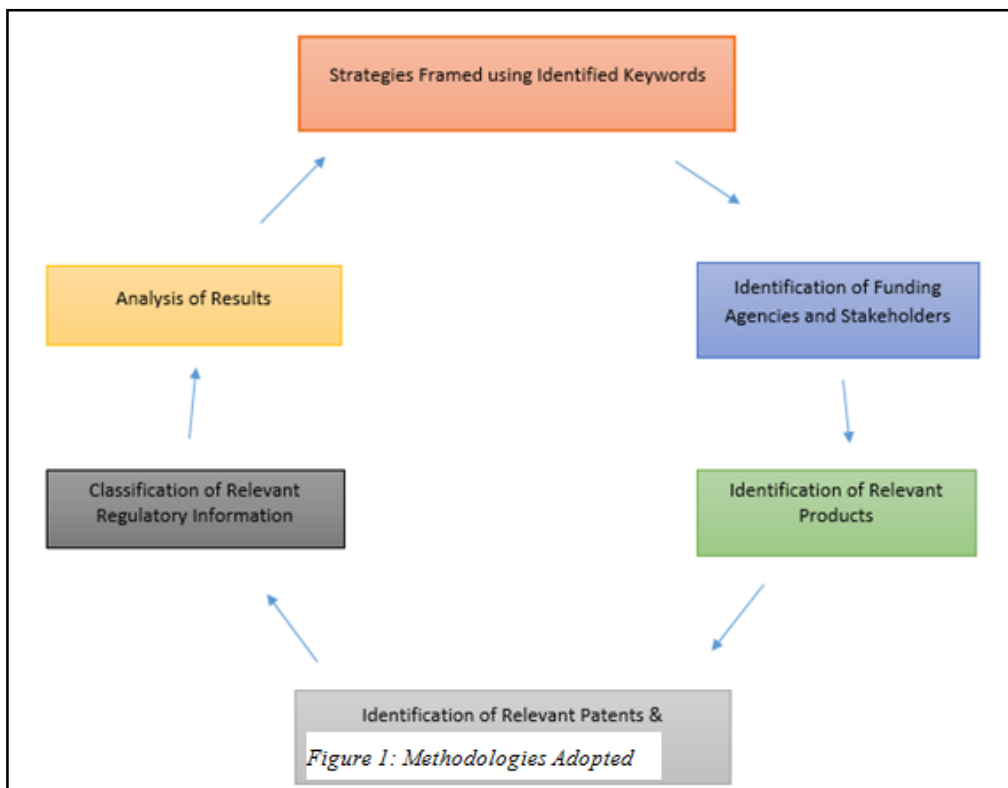 Strategies Framed using Identified Keywords
Identification of Funding
Agencies and Stakeholders
Identification of Relevant
Products
Identification of Relevant Patents &
Figure 1: Methodologies Adopted
Classification of Relevant
Regulatory Information
Analysis of Results